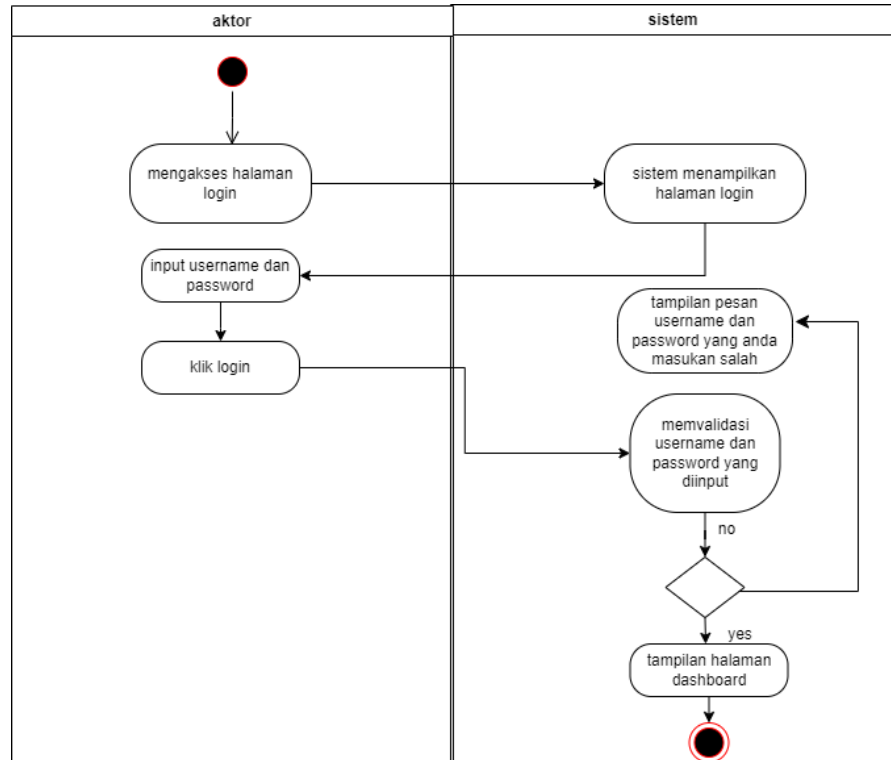 aktor
sistem
mengakses halaman
login
sistem menampilkan
halaman login
input username dan
password
tampilan pesan
username dan
password yang anda
masukan salah
klik login
memvalidasi
username dan
password yang
diinput
no
yes
tampilan halaman
dashboard